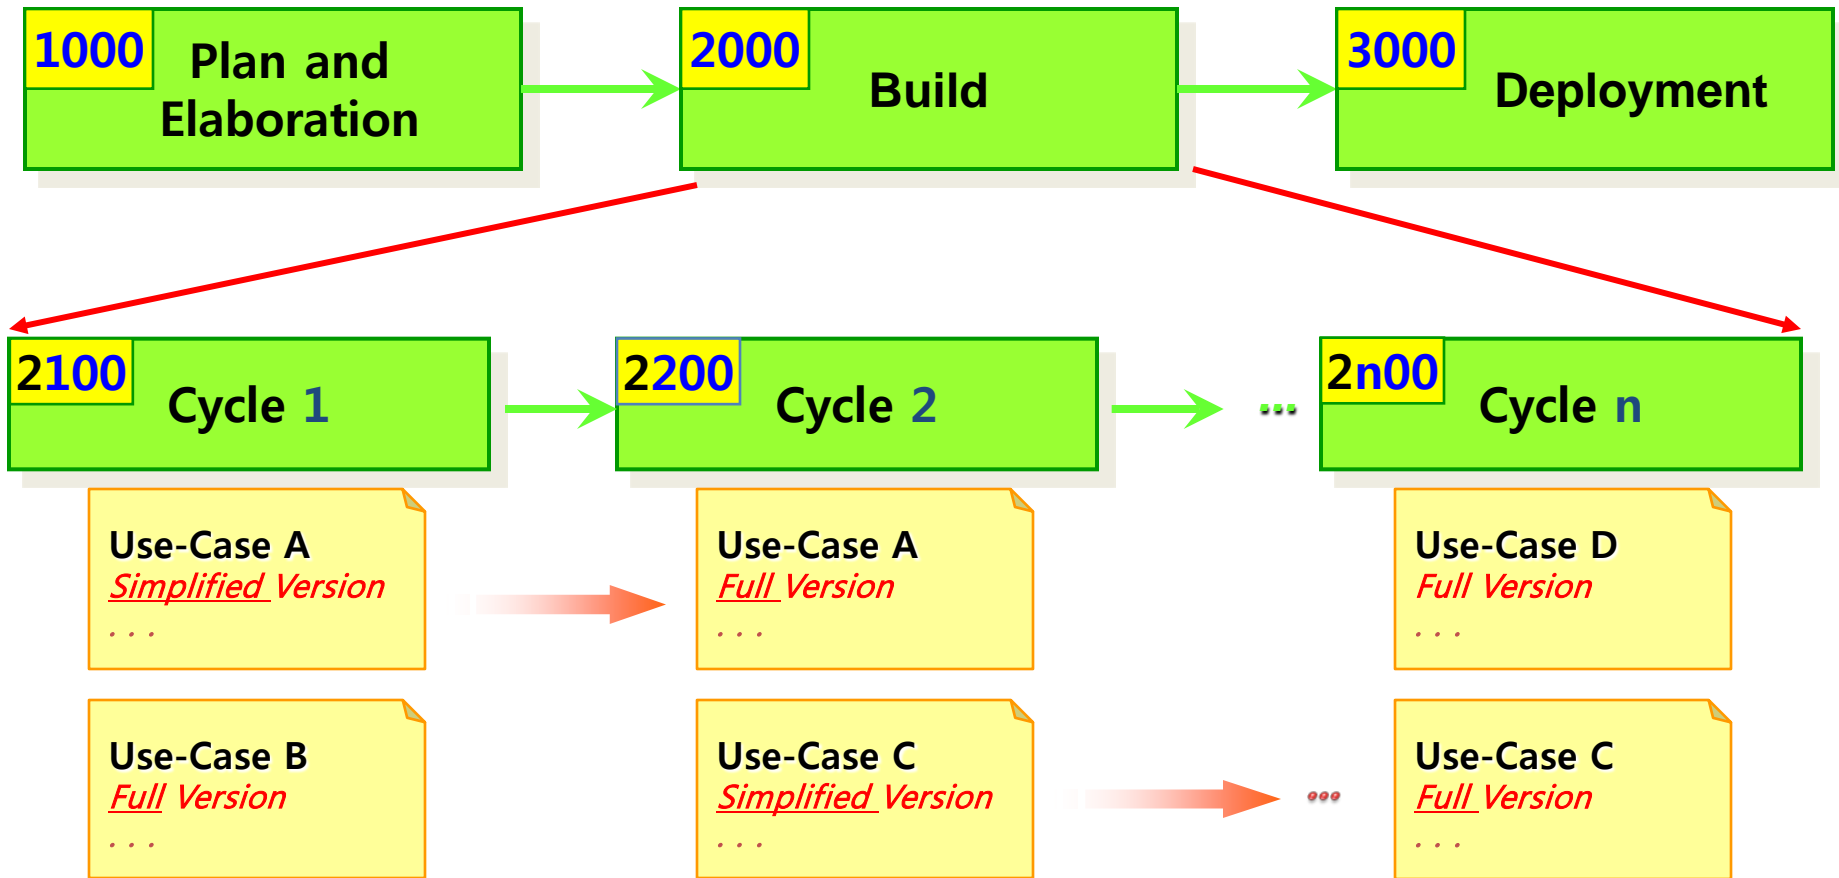 1000
Plan and
Elaboration
2000
Build
3000
Deployment
2100
Cycle 1
2200
Cycle 2
...
2n00
Cycle n
Use-Case A
Simplified Version
. . .
Use-Case A
Full Version
. . .
Use-Case D
Full Version
. . .
Use-Case B
Full Version
. . .
Use-Case C
Simplified Version
. . .
...
Use-Case C
Full Version
. . .